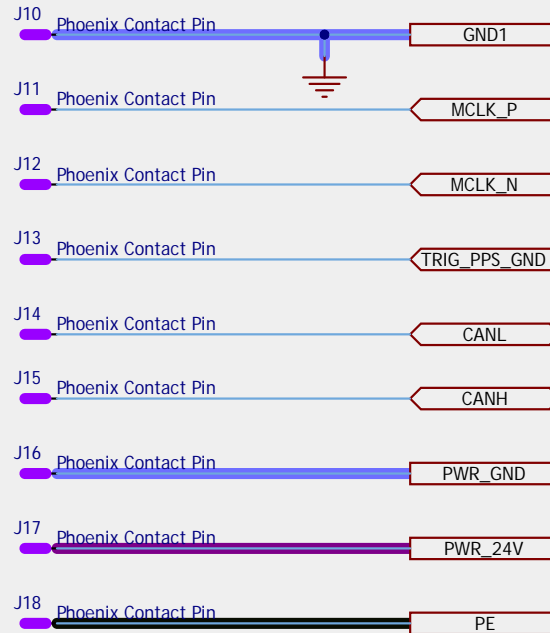 J10 Phoenix Contact Pin GND1
J11 Phoenix Contact Pin MCLK_P
J12 Phoenix Contact Pin MCLK_N
J13 Phoenix Contact Pin TRIG_PPS_GND
J14 Phoenix Contact Pin CANL
J15 Phoenix Contact Pin CANH
J16 Phoenix Contact Pin PWR_GND
J17 Phoenix Contact Pin PWR_24V
J18 Phoenix Contact Pin PE